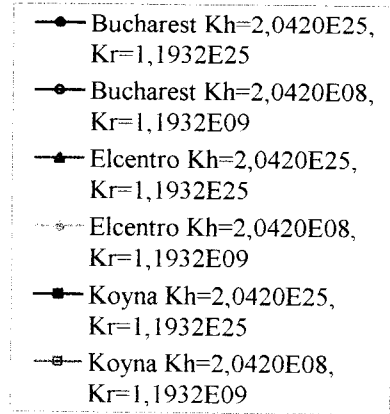 Bucharest Kh=2,0420E25,
Kr=1,1932E25
Bucharest Kh=2,0420E08,
Kr=1,1932E09
Elcentro Kh=2,0420E25,
Kr=1,1932E25
Elcentro Kh=2,0420E08,
Kr=1,1932E09
Koyna Kh=2,0420E25,
Kr=1,1932E25
Koyna Kh=2,0420E08,
Kr=1,1932E09